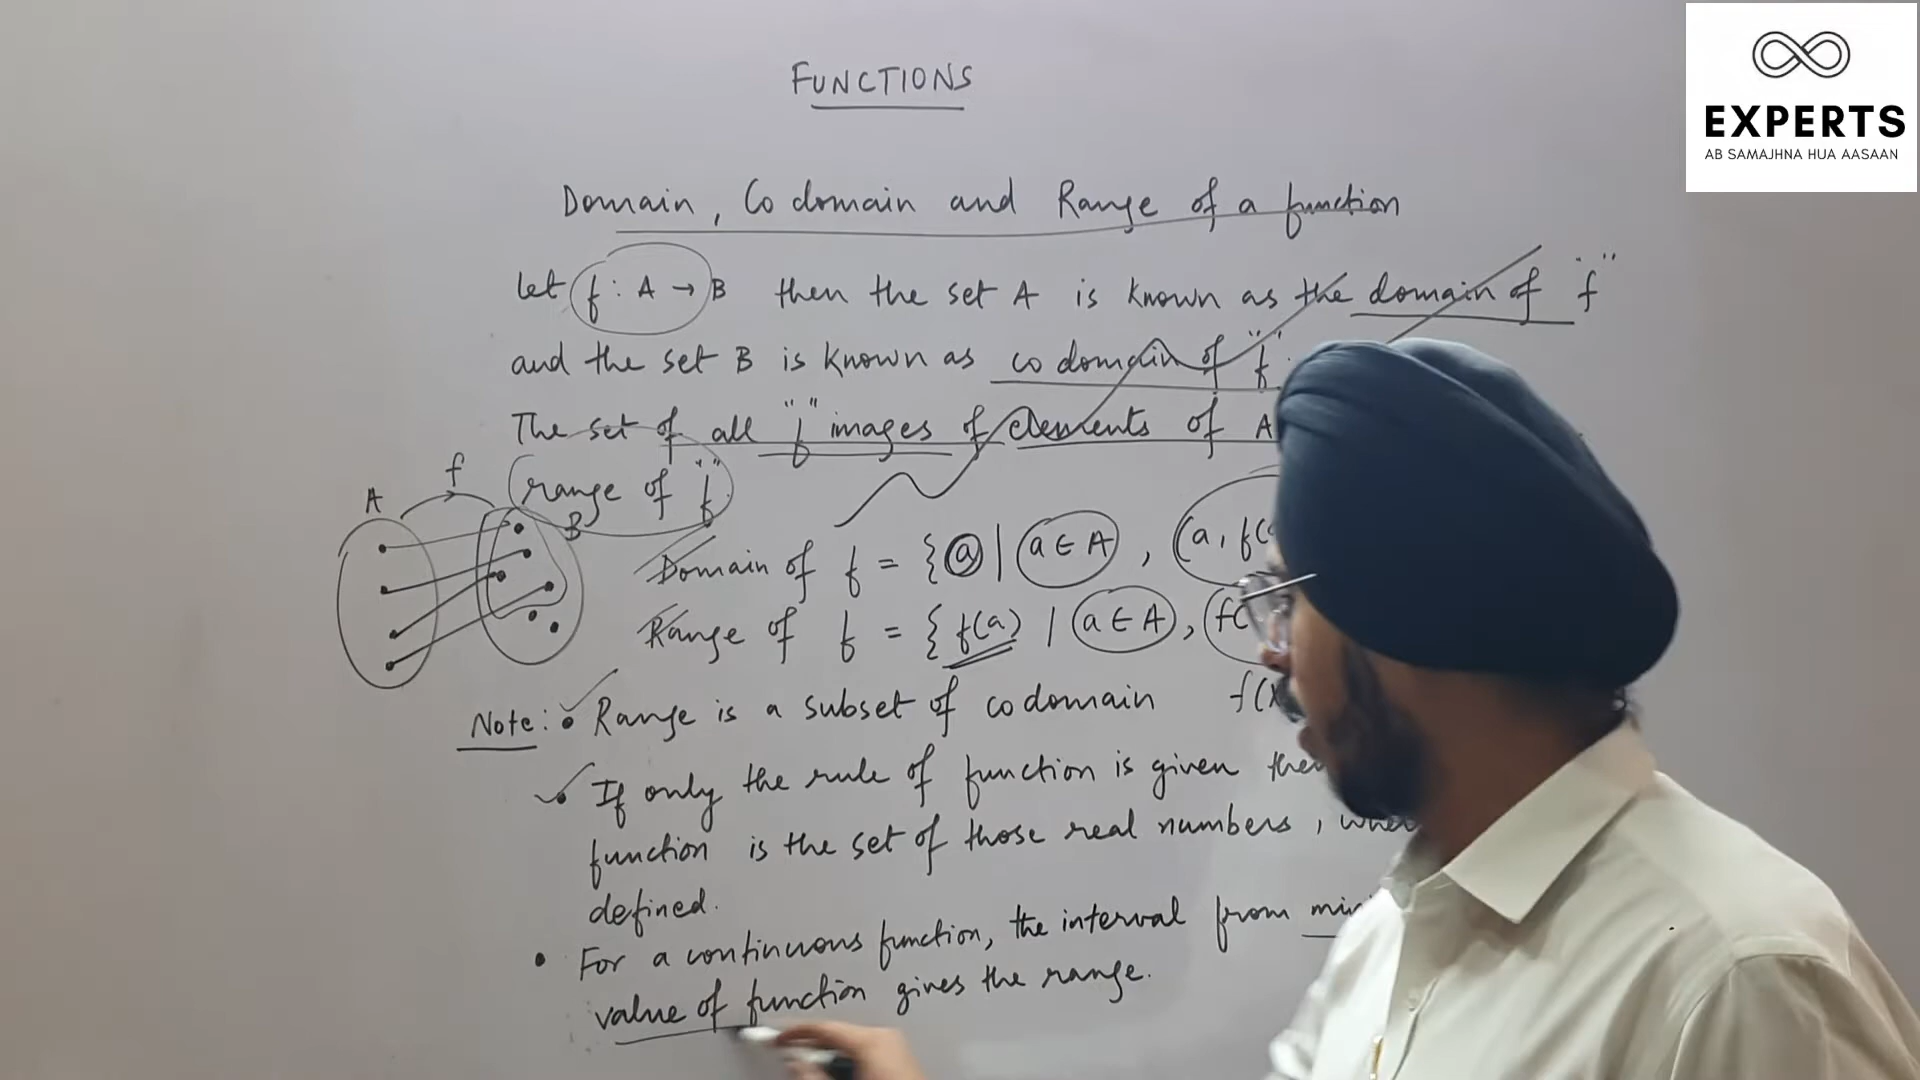 EXPERTS
AB SAMAJHNA HUA AASAAN
FUNCTIONS
Domain, Co domain and Range of a function
Let f : A → B then the set A is known as the domain of "f"
and the set B is known as co domain of "f".
The set of all "f" images of elements of A
range of "f"
A f B
Domain of f = { a | a ∈ A , (a, f(
Range of f = { f(a) | a ∈ A ,
Note: • Range is a subset of co domain
• If only the rule of function is given then
function is the set of those real numbers,
defined.
• For a continuous function, the interval from
value of function gives the range.